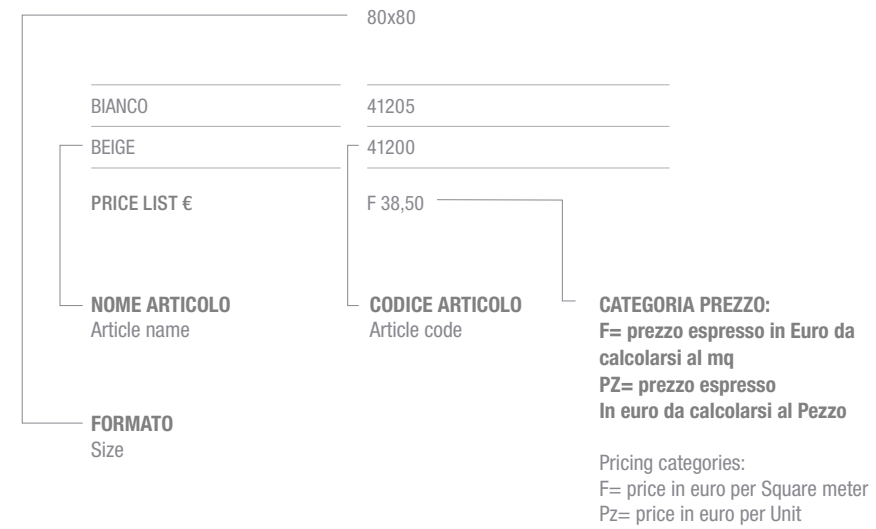 80x80
BIANCO 41205
BEIGE 41200
PRICE LIST € F 38,50
NOME ARTICOLO
Article name
CODICE ARTICOLO
Article code
CATEGORIA PREZZO:
F= prezzo espresso in Euro da
calcolarsi al mq
PZ= prezzo espresso
In euro da calcolarsi al Pezzo
FORMATO
Size
Pricing categories:
F= price in euro per Square meter
Pz= price in euro per Unit